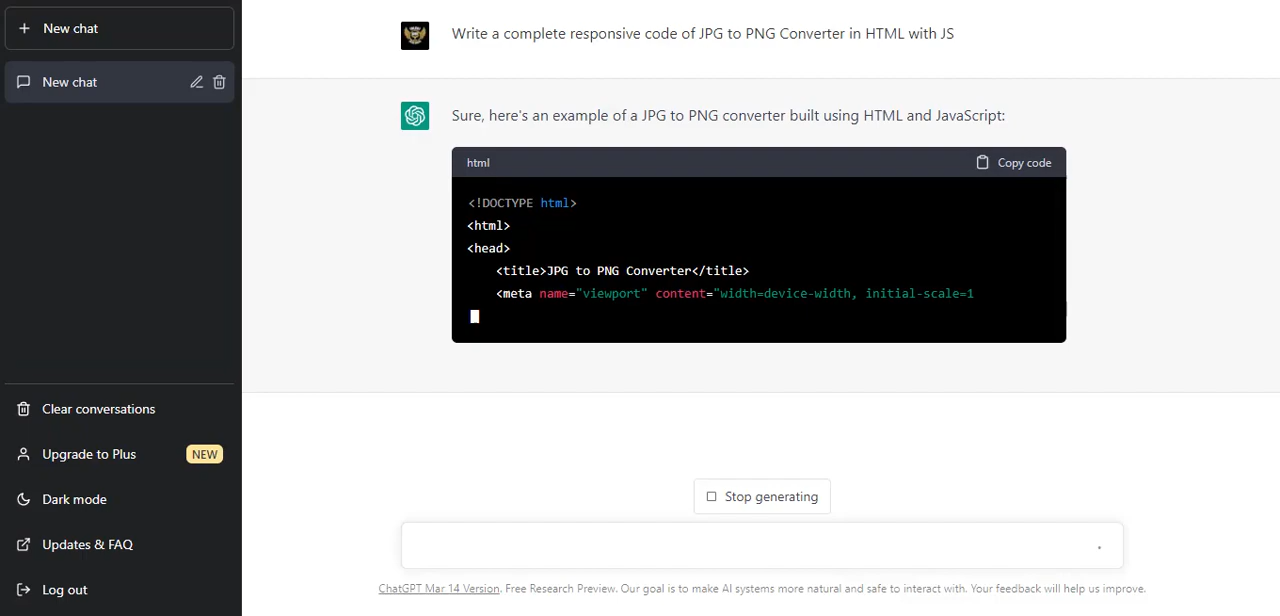 New chat
New chat
Clear conversations
Upgrade to Plus NEW
Dark mode
Updates & FAQ
Log out
Write a complete responsive code of JPG to PNG Converter in HTML with JS
Sure, here's an example of a JPG to PNG converter built using HTML and JavaScript:
html Copy code
<!DOCTYPE html>
<html>
<head>
<title>JPG to PNG Converter</title>
<meta name="viewport" content="width=device-width, initial-scale=1
Stop generating
ChatGPT Mar 14 Version. Free Research Preview. Our goal is to make AI systems more natural and safe to interact with. Your feedback will help us improve.